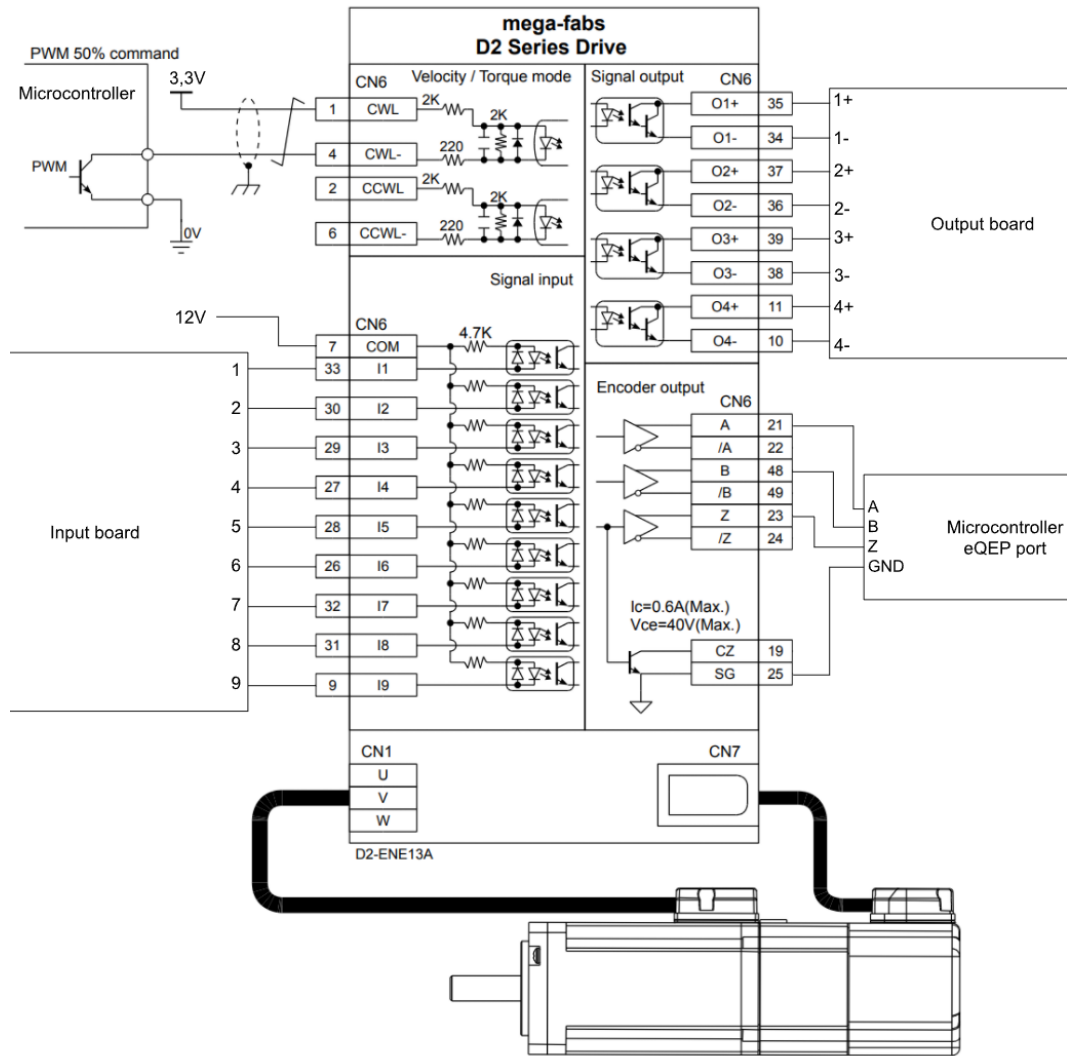 mega-fabs
D2 Series Drive
PWM 50% command
Microcontroller
3,3V
PWM
0V
CN6
Velocity / Torque mode
1 CWL 2K 2K
4 CWL- 220
2 CCWL 2K 2K
6 CCWL- 220
Signal output
CN6
O1+ 35 1+
O1- 34 1-
O2+ 37 2+
O2- 36 2-
O3+ 39 3+
O3- 38 3-
O4+ 11 4+
O4- 10 4-
Output board
Signal input
12V
CN6
4.7K
7 COM
1 33 I1
2 30 I2
3 29 I3
4 27 I4
5 28 I5
6 26 I6
7 32 I7
8 31 I8
9 9 I9
Input board
Encoder output
CN6
A 21
/A 22
B 48
/B 49
Z 23
/Z 24
A
B
Z
GND
Microcontroller
eQEP port
Ic=0.6A(Max.)
Vce=40V(Max.)
CZ 19
SG 25
CN1
U
V
W
CN7
D2-ENE13A